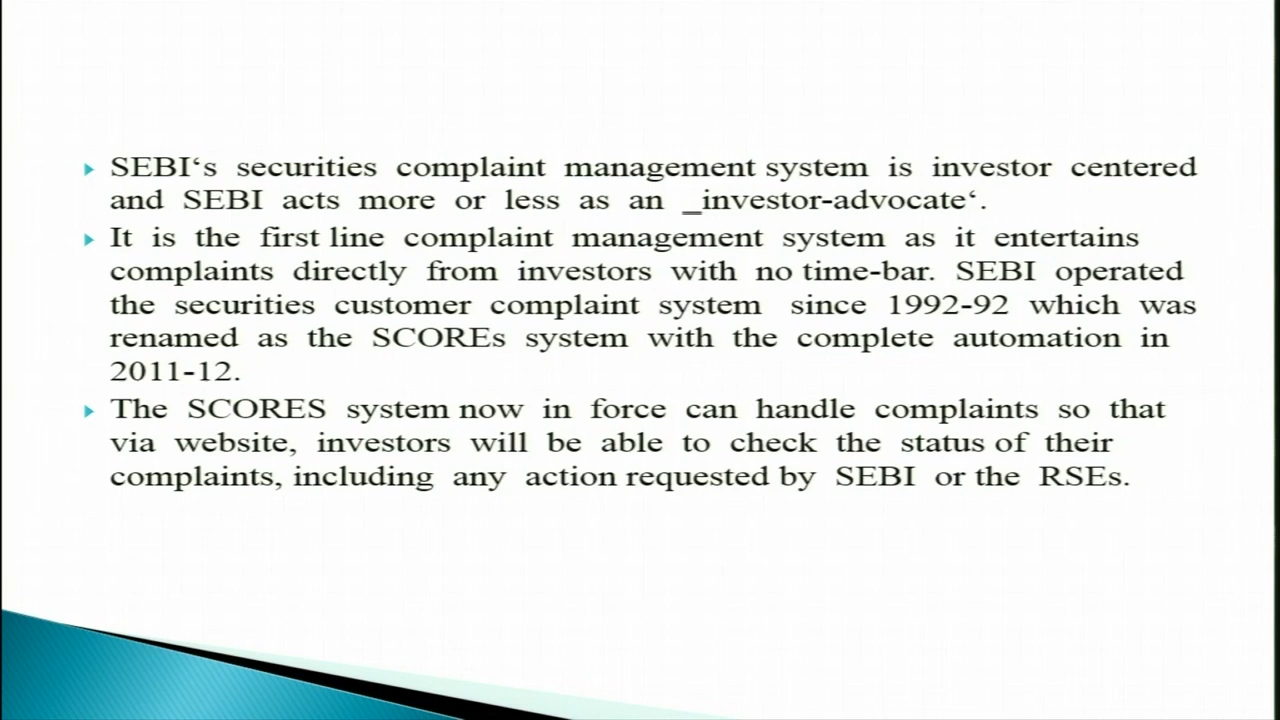 SEBI‘s securities complaint management system is investor centered
and SEBI acts more or less as an _investor-advocate‘.
It is the first line complaint management system as it entertains
complaints directly from investors with no time-bar. SEBI operated
the securities customer complaint system since 1992-92 which was
renamed as the SCOREs system with the complete automation in
2011-12.
The SCORES system now in force can handle complaints so that
via website, investors will be able to check the status of their
complaints, including any action requested by SEBI or the RSEs.